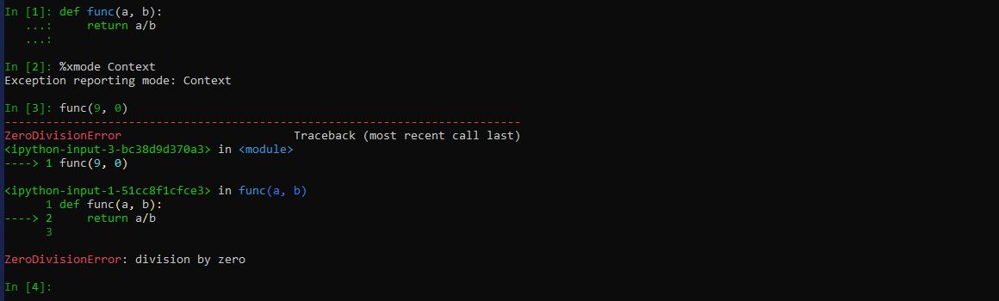 In [1]: def func(a, b):
   ...:     return a/b
   ...:
In [2]: %xmode Context
Exception reporting mode: Context
In [3]: func(9, 0)
---------------------------------------------------------------------------
ZeroDivisionError                         Traceback (most recent call last)
<ipython-input-3-bc38d9d370a3> in <module>
----> 1 func(9, 0)
<ipython-input-1-51cc8f1cfce3> in func(a, b)
      1 def func(a, b):
----> 2     return a/b
      3
ZeroDivisionError: division by zero
In [4]: